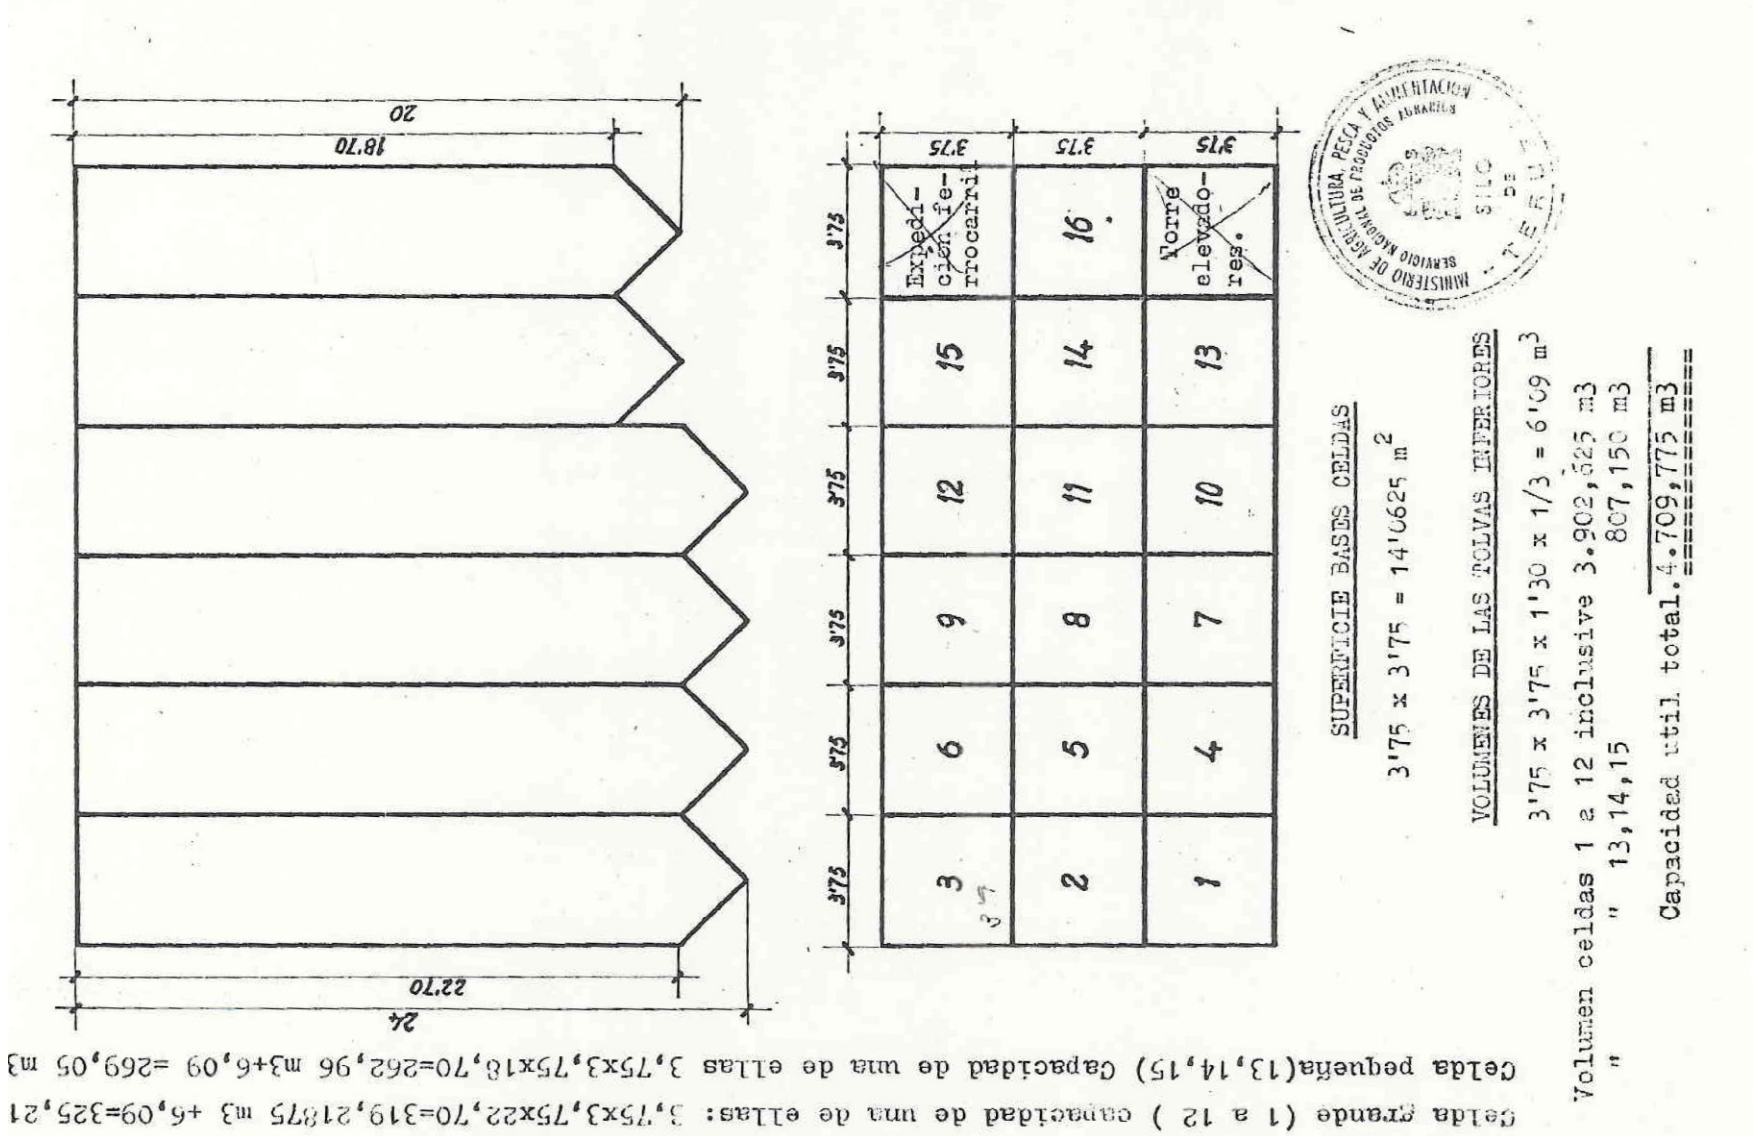 20
18'70
22'70
24
3'75
3'75
3'75
3'75
3'75
3'75
3'75
3'75
3'75
Expedi-
ción fe-
rrocarril
16
Torre
elevado-
res.
15
14
13
12
11
10
9
8
7
6
5
4
3
2
1
MINISTERIO DE AGRICULTURA, PESCA Y ALIMENTACION
SERVICIO NACIONAL DE PRODUCTOS AGRARIOS
SILO
DE
- TERUEL -
SUPERFICIE BASES CELDAS
3'75 x 3'75 = 14'0625 m2
VOLUMENES DE LAS TOLVAS INFERIORES
3'75 x 3'75 x 1'30 x 1/3 = 6'09 m3
Volumen celdas 1 a 12 inclusive 3.902,625 m3
" " 13,14,15 807,150 m3
Capacidad util total.4.709,775 m3
Celda grande (1 a 12 ) capacidad de una de ellas: 3,75x3,75x22,70=319,21875 m3 +6,09=325,21
Celda pequeña(13,14,15) Capacidad de una de ellas 3,75x3,75x18,70=262,96 m3+6,09 =269,05 m3